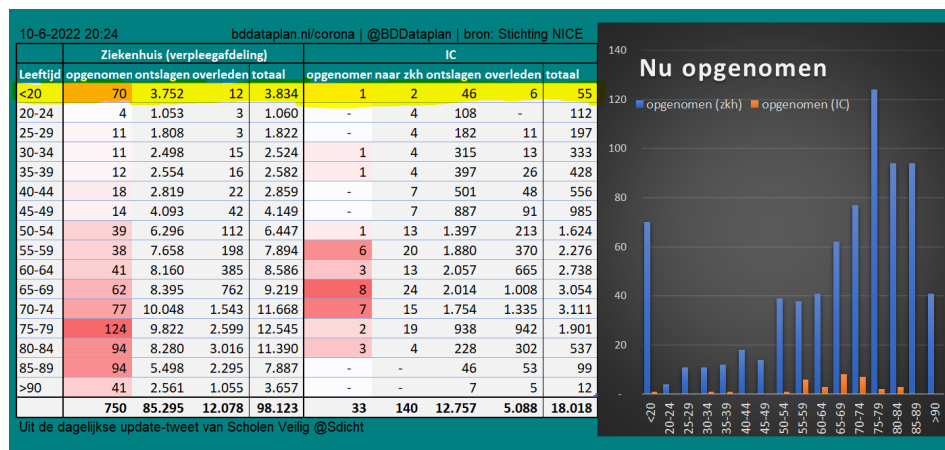 10-6-2022 20:24 bddataplan.nl/corona | @BDDataplan | bron: Stichting NICE
Ziekenhuis (verpleegafdeling) IC
Leeftijd opgenomen ontslagen overleden totaal opgenomen naar zkh ontslagen overleden totaal
<20 70 3.752 12 3.834 1 2 46 6 55
20-24 4 1.053 3 1.060 - 4 108 - 112
25-29 11 1.808 3 1.822 - 4 182 11 197
30-34 11 2.498 15 2.524 1 4 315 13 333
35-39 12 2.554 16 2.582 1 4 397 26 428
40-44 18 2.819 22 2.859 - 7 501 48 556
45-49 14 4.093 42 4.149 - 7 887 91 985
50-54 39 6.296 112 6.447 1 13 1.397 213 1.624
55-59 38 7.658 198 7.894 6 20 1.880 370 2.276
60-64 41 8.160 385 8.586 3 13 2.057 665 2.738
65-69 62 8.395 762 9.219 8 24 2.014 1.008 3.054
70-74 77 10.048 1.543 11.668 7 15 1.754 1.335 3.111
75-79 124 9.822 2.599 12.545 2 19 938 942 1.901
80-84 94 8.280 3.016 11.390 3 4 228 302 537
85-89 94 5.498 2.295 7.887 - - 46 53 99
>90 41 2.561 1.055 3.657 7 5 12
750 85.295 12.078 98.123 33 140 12.757 5.088 18.018
Uit de dagelijkse update-tweet van Scholen Veilig @Sdicht
Nu opgenomen
opgenomen (zkh) opgenomen (IC)
140
120
100
80
60
40
20
-
<20 20-24 25-29 30-34 35-39 40-44 45-49 50-54 55-59 60-64 65-69 70-74 75-79 80-84 85-89 >90